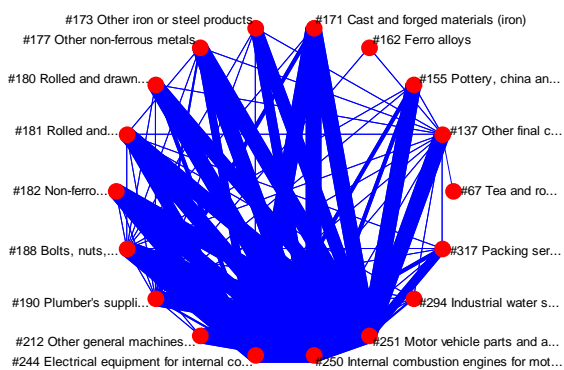 #173 Other iron or steel products
#171 Cast and forged materials (iron)
#177 Other non-ferrous metals
#162 Ferro alloys
#180 Rolled and drawn...
#155 Pottery, china an...
#181 Rolled and...
#137 Other final c...
#182 Non-ferro...
#67 Tea and ro...
#188 Bolts, nuts,...
#317 Packing ser...
#190 Plumber's suppli...
#294 Industrial water s...
#212 Other general machines...
#251 Motor vehicle parts and a...
#244 Electrical equipment for internal co...
#250 Internal combustion engines for mot...